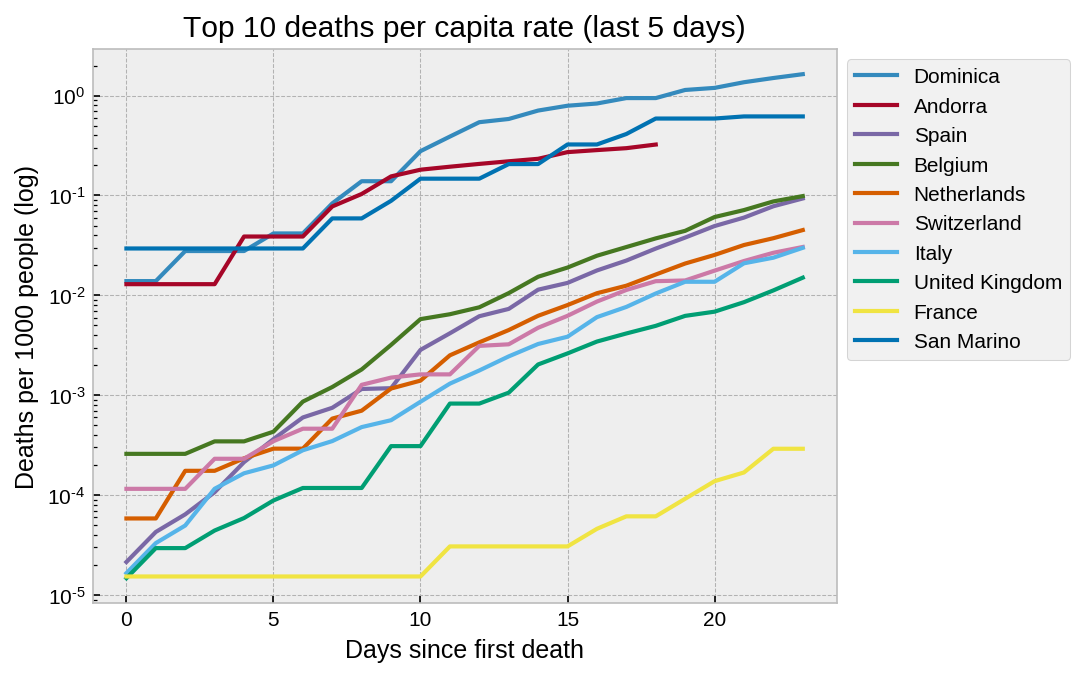 Top 10 deaths per capita rate (last 5 days)
Deaths per 1000 people (log)
10⁰
10⁻¹
10⁻²
10⁻³
10⁻⁴
10⁻⁵
0 5 10 15 20
Days since first death
Dominica
Andorra
Spain
Belgium
Netherlands
Switzerland
Italy
United Kingdom
France
San Marino